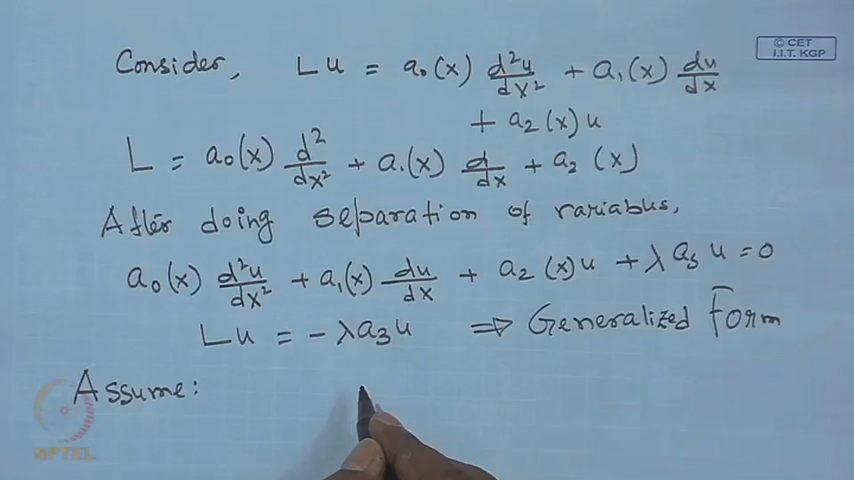 © CET
I.I.T. KGP
Consider, Lu = a₀(x) d²u/dx² + a₁(x) du/dx
+ a₂(x) u
L = a₀(x) d²/dx² + a₁(x) d/dx + a₂(x)
After doing separation of variabus,
a₀(x) d²u/dx² + a₁(x) du/dx + a₂(x)u + λ a₃ u = 0
Lu = -λa₃u ⇒ Generalized Form
Assume:
NPTEL